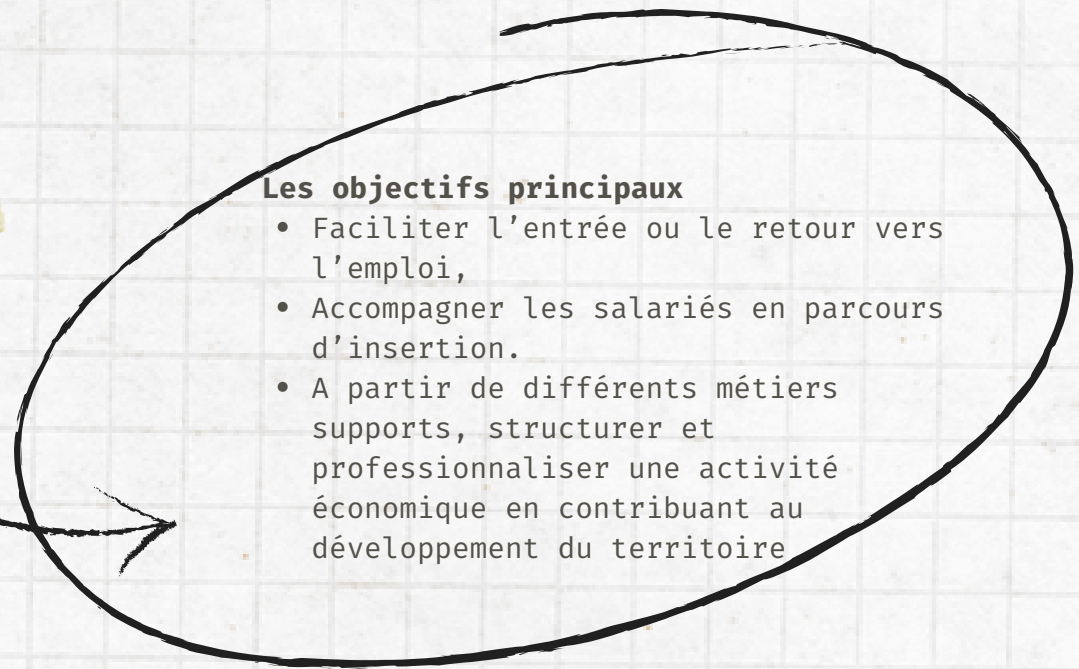 Les objectifs principaux
• Faciliter l’entrée ou le retour vers
l’emploi,
• Accompagner les salariés en parcours
d’insertion.
• A partir de différents métiers
supports, structurer et
professionnaliser une activité
économique en contribuant au
développement du territoire